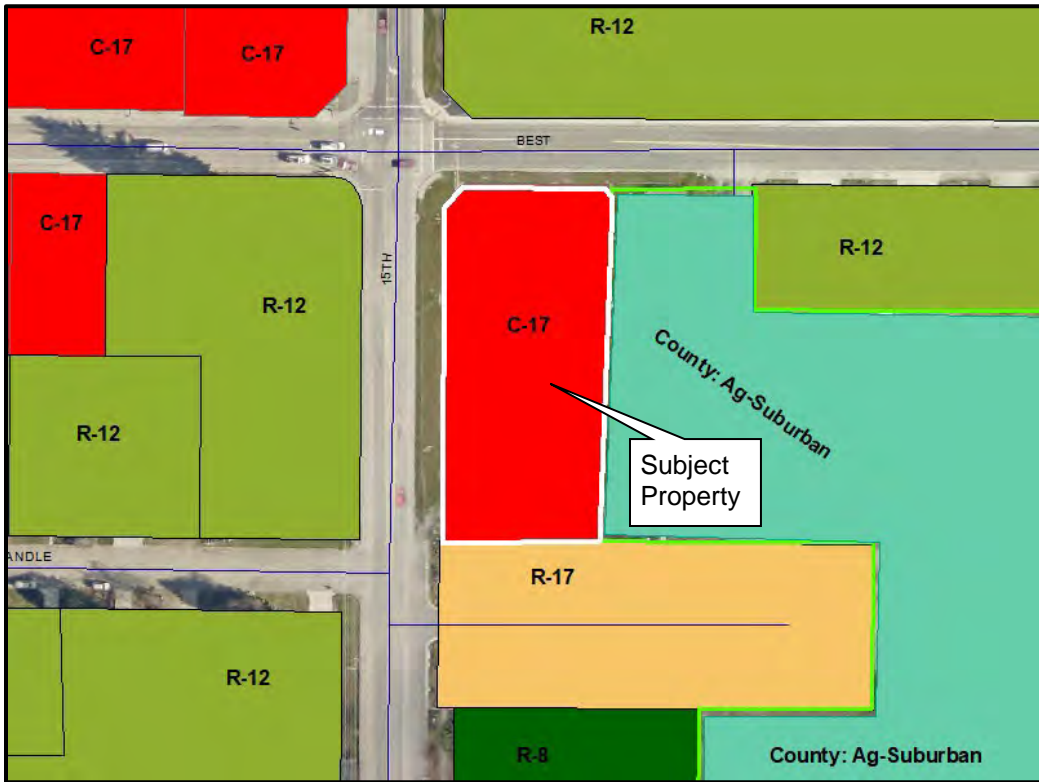 R-12
C-17
C-17
BEST
C-17
R-12
15TH
R-12
C-17
County: Ag-Suburban
R-12
Subject
Property
ANDLE
R-17
R-12
R-8
County: Ag-Suburban